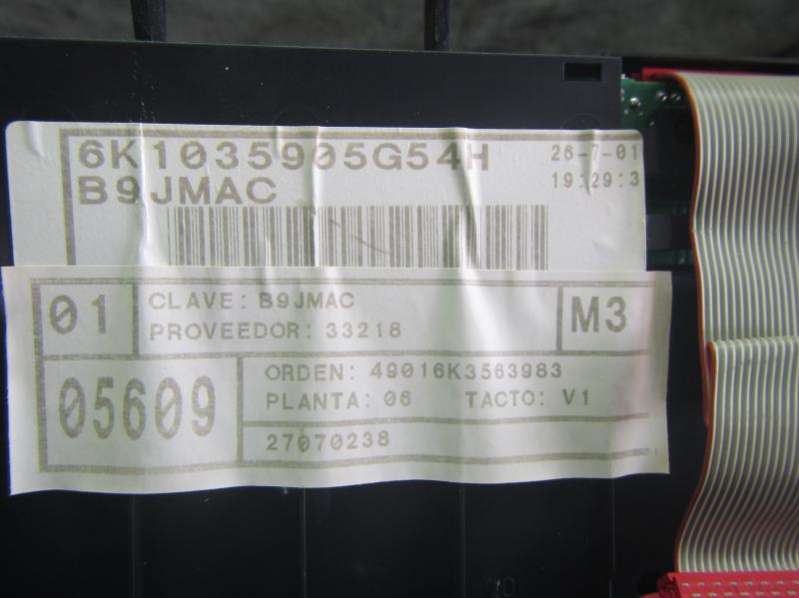 6K1035905G54H 26-7-01
B9JMAC 19:29:3
01 CLAVE: B9JMAC M3
PROVEEDOR: 33218
05609 ORDEN: 49016K3563983
PLANTA: 06 TACTO: V1
27070238